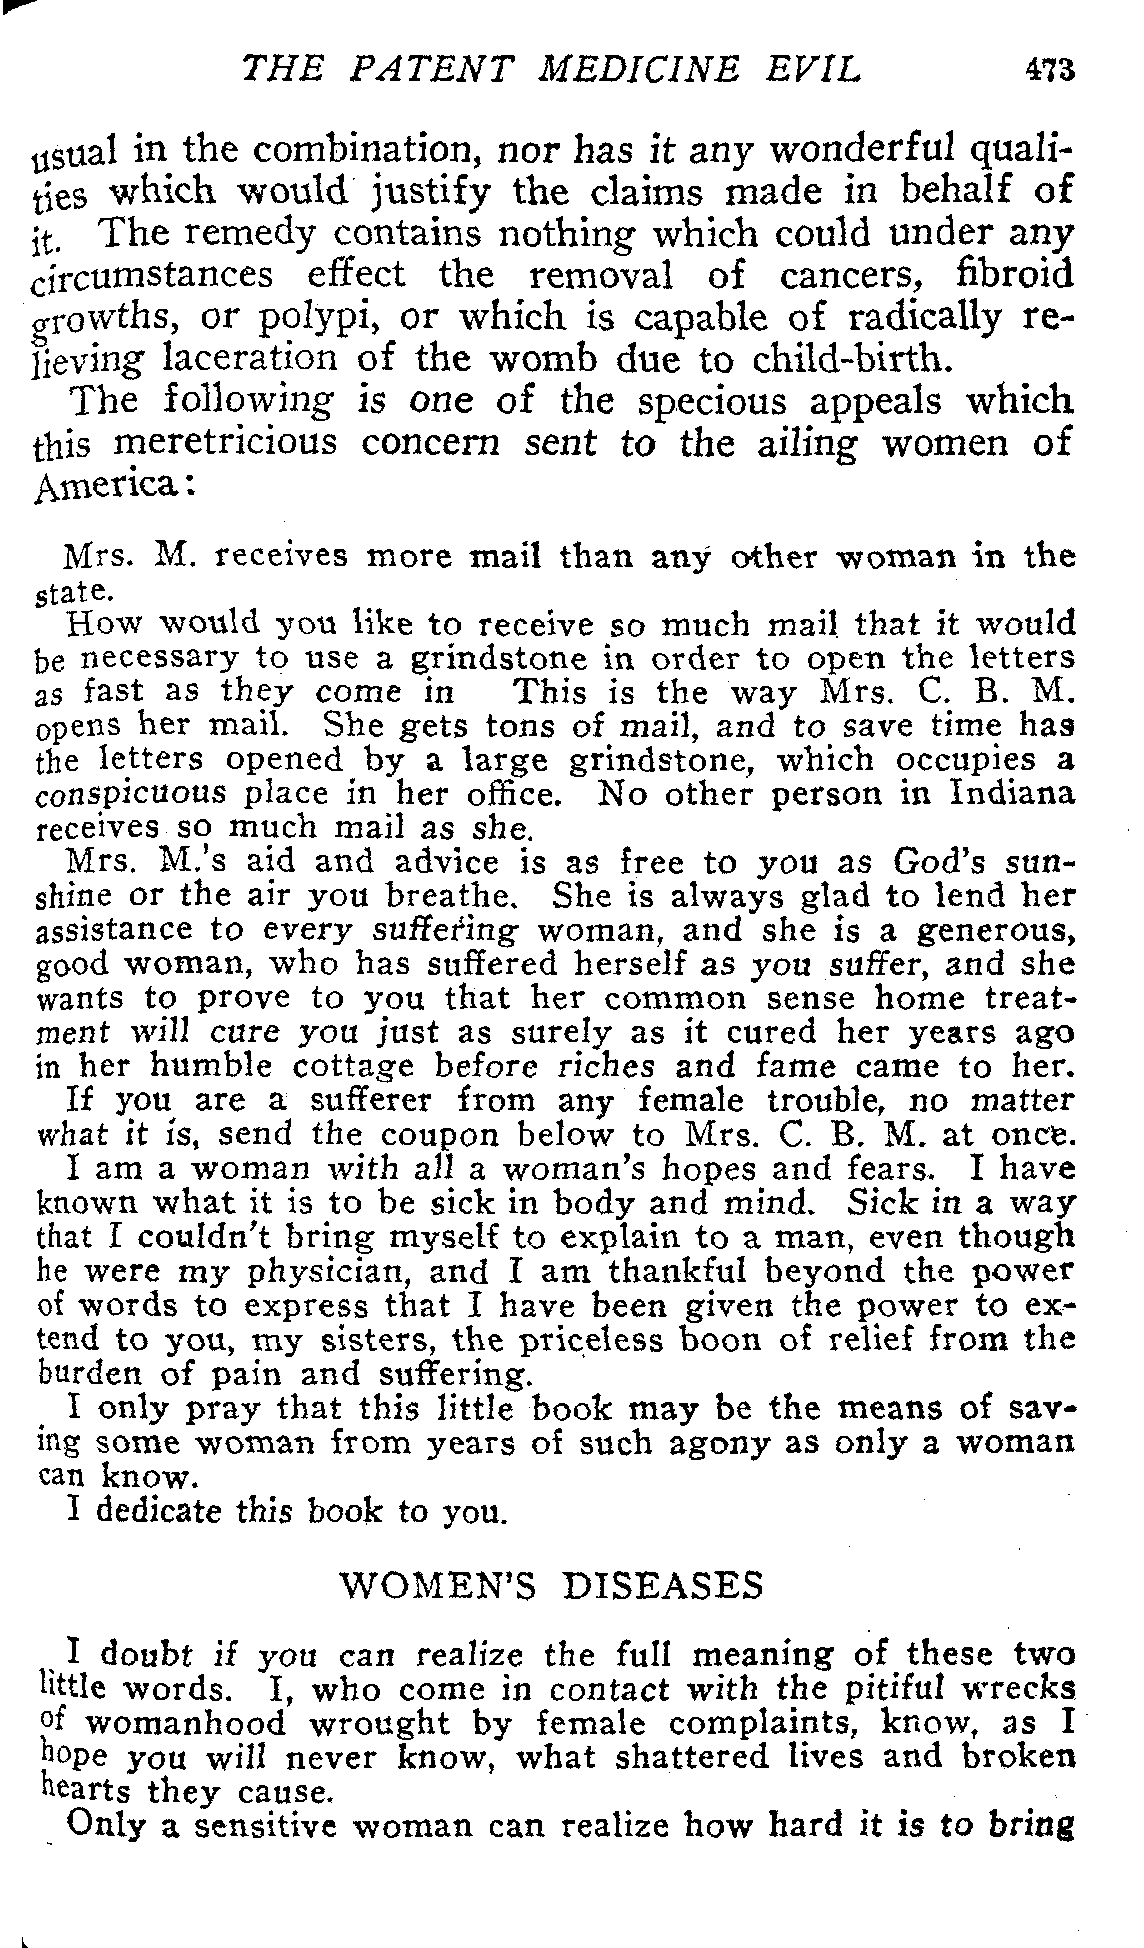 THE PATENT MEDICINE EVIL 473
usual in the combination, nor has it any wonderful quali-
ties which would justify the claims made in behalf of
it. The remedy contains nothing which could under any
circumstances effect the removal of cancers, fibroid
growths, or polypi, or which is capable of radically re-
lieving laceration of the womb due to child-birth.
The following is one of the specious appeals which
this meretricious concern sent to the ailing women of
America:
Mrs. M. receives more mail than any other woman in the
state.
How would you like to receive so much mail that it would
be necessary to use a grindstone in order to open the letters
as fast as they come in This is the way Mrs. C. B. M.
opens her mail. She gets tons of mail, and to save time has
the letters opened by a large grindstone, which occupies a
conspicuous place in her office. No other person in Indiana
receives so much mail as she.
Mrs. M.'s aid and advice is as free to you as God's sun-
shine or the air you breathe. She is always glad to lend her
assistance to every suffering woman, and she is a generous,
good woman, who has suffered herself as you suffer, and she
wants to prove to you that her common sense home treat-
ment will cure you just as surely as it cured her years ago
in her humble cottage before riches and fame came to her.
If you are a sufferer from any female trouble, no matter
what it is, send the coupon below to Mrs. C. B. M. at once.
I am a woman with all a woman's hopes and fears. I have
known what it is to be sick in body and mind. Sick in a way
that I couldn't bring myself to explain to a man, even though
he were my physician, and I am thankful beyond the power
of words to express that I have been given the power to ex-
tend to you, my sisters, the priceless boon of relief from the
burden of pain and suffering.
I only pray that this little book may be the means of sav-
ing some woman from years of such agony as only a woman
can know.
I dedicate this book to you.
WOMEN'S DISEASES
I doubt if you can realize the full meaning of these two
little words. I, who come in contact with the pitiful wrecks
of womanhood wrought by female complaints, know, as I
hope you will never know, what shattered lives and broken
hearts they cause.
Only a sensitive woman can realize how hard it is to bring